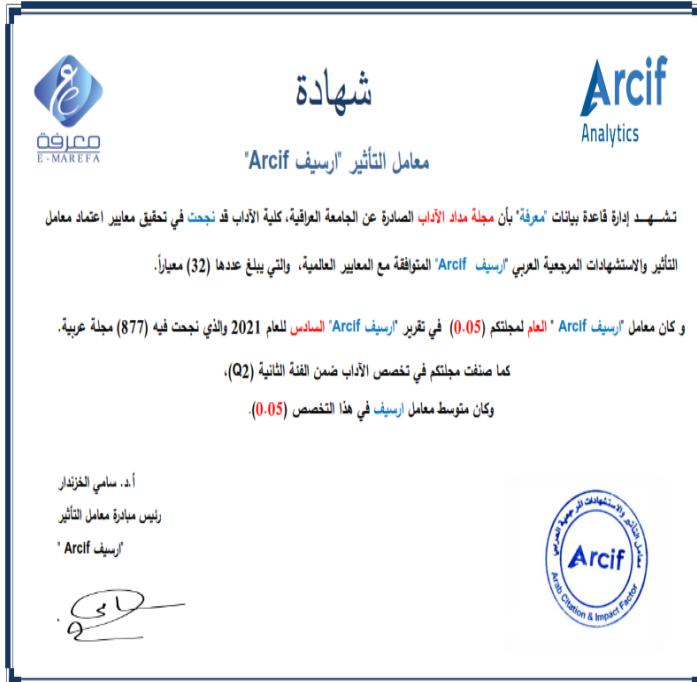 معرفة
E-MAREFA
شهادة
Arcif
Analytics
معامل التأثير "ارسيف Arcif"
تشـــهـــد إدارة قاعدة بيانات "معرفة" بأن مجلة مداد الآداب الصادرة عن الجامعة العراقية، كلية الآداب قد نجحت في تحقيق معايير اعتماد معامل
التأثير والاستشهادات المرجعية العربي "ارسيف Arcif" المتوافقة مع المعايير العالمية، والتي يبلغ عددها (32) معياراً.
و كان معامل "ارسيف Arcif " العام لمجلتكم (0.05) في تقرير "ارسيف Arcif" السادس للعام 2021 والذي نجحت فيه (877) مجلة عربية.
كما صنفت مجلتكم في تخصص الآداب ضمن الفئة الثانية (Q2)،
وكان متوسط معامل ارسيف في هذا التخصص (0.05).
أ.د. سامي الخزندار
رئيس مبادرة معامل التأثير
"ارسيف Arcif "
معامل التأثير والاستشهادات المرجعية العربي
Arcif
Arab Citation & Impact Factor